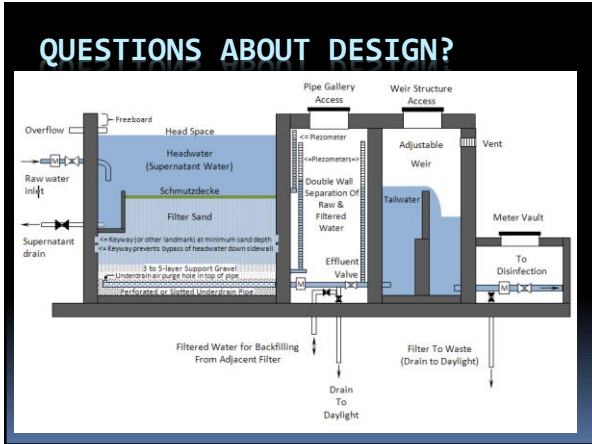 QUESTIONS ABOUT DESIGN?
Pipe Gallery
Access
Weir Structure
Access
Freeboard
Overflow
Head Space
<= Piezometer
Headwater
(Supernatant Water)
<=Piezometers=>
Adjustable
Weir
Vent
M
Raw water
inlet
Schmutzdecke
Double Wall
Separation Of
Raw &
Filtered
Water
Tailwater
Filter Sand
Meter Vault
Supernatant
drain
<= Keyway (or other landmark) at minimum sand depth
<= Keyway prevents bypass of headwater down sidewall
Effluent
Valve
To
Disinfection
3 to 5-layer Support Gravel
Underdrain air purge hole in top of pipe
M
M
Perforated or Slotted Underdrain Pipe
Filtered Water for Backfilling
From Adjacent Filter
Filter To Waste
(Drain to Daylight)
Drain
To
Daylight